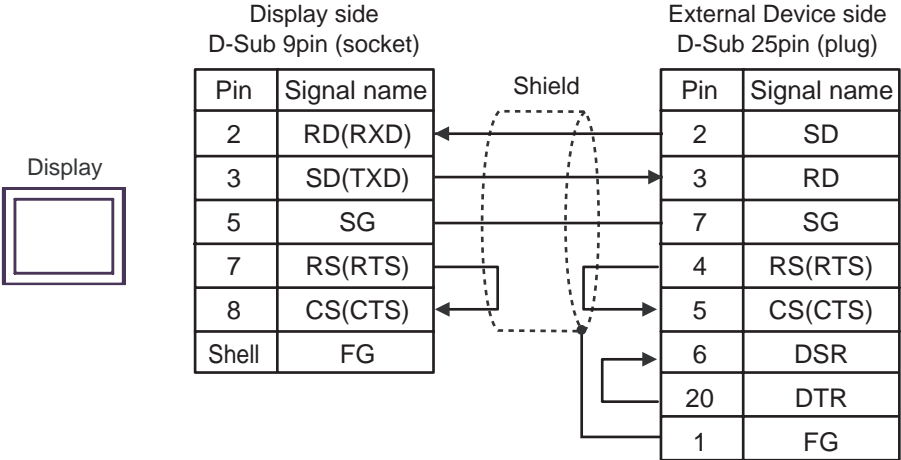 Display side
D-Sub 9pin (socket)
External Device side
D-Sub 25pin (plug)
Display
Shield
Pin Signal name
2 RD(RXD)
3 SD(TXD)
5 SG
7 RS(RTS)
8 CS(CTS)
Shell FG
Pin Signal name
2 SD
3 RD
7 SG
4 RS(RTS)
5 CS(CTS)
6 DSR
20 DTR
1 FG